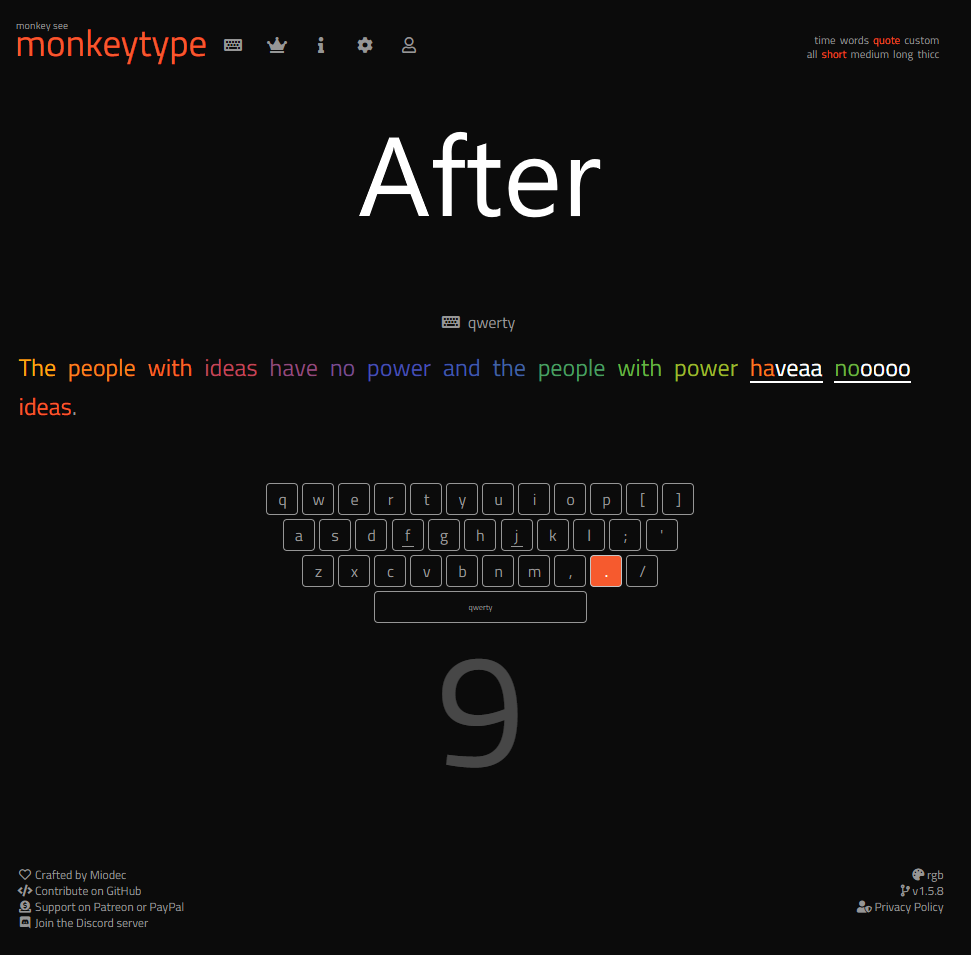 monkey see
monkeytype
time words quote custom
all short medium long thicc
After
qwerty
The people with ideas have no power and the people with power haveaa nooooo
ideas.
q w e r t y u i o p [ ]
a s d f g h j k l ; '
z x c v b n m , . /
qwerty
9
Crafted by Miodec
Contribute on GitHub
Support on Patreon or PayPal
Join the Discord server
rgb
v1.5.8
Privacy Policy